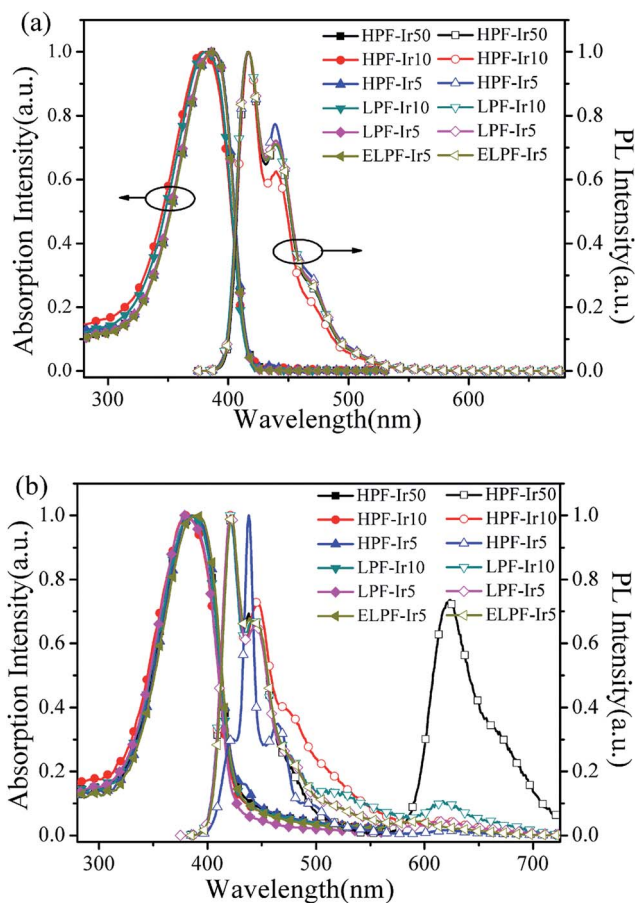 (a)
1.0 HPF-Ir50 HPF-Ir50 1.0
HPF-Ir10 HPF-Ir10
0.8 HPF-Ir5 HPF-Ir5 0.8
LPF-Ir10 LPF-Ir10
0.6 LPF-Ir5 LPF-Ir5 0.6
ELPF-Ir5 ELPF-Ir5
0.4 0.4
0.2 0.2
0.0 0.0
Absorption Intensity(a.u.)
PL Intensity(a.u.)
300 400 500 600
Wavelength(nm)
(b)
HPF-Ir50 HPF-Ir50
1.0 HPF-Ir10 HPF-Ir10 1.0
HPF-Ir5 HPF-Ir5
0.8 LPF-Ir10 LPF-Ir10 0.8
LPF-Ir5 LPF-Ir5
0.6 ELPF-Ir5 ELPF-Ir5 0.6
0.4 0.4
0.2 0.2
0.0 0.0
Absorption Intensity(a.u.)
PL Intensity(a.u.)
300 400 500 600 700
Wavelength(nm)